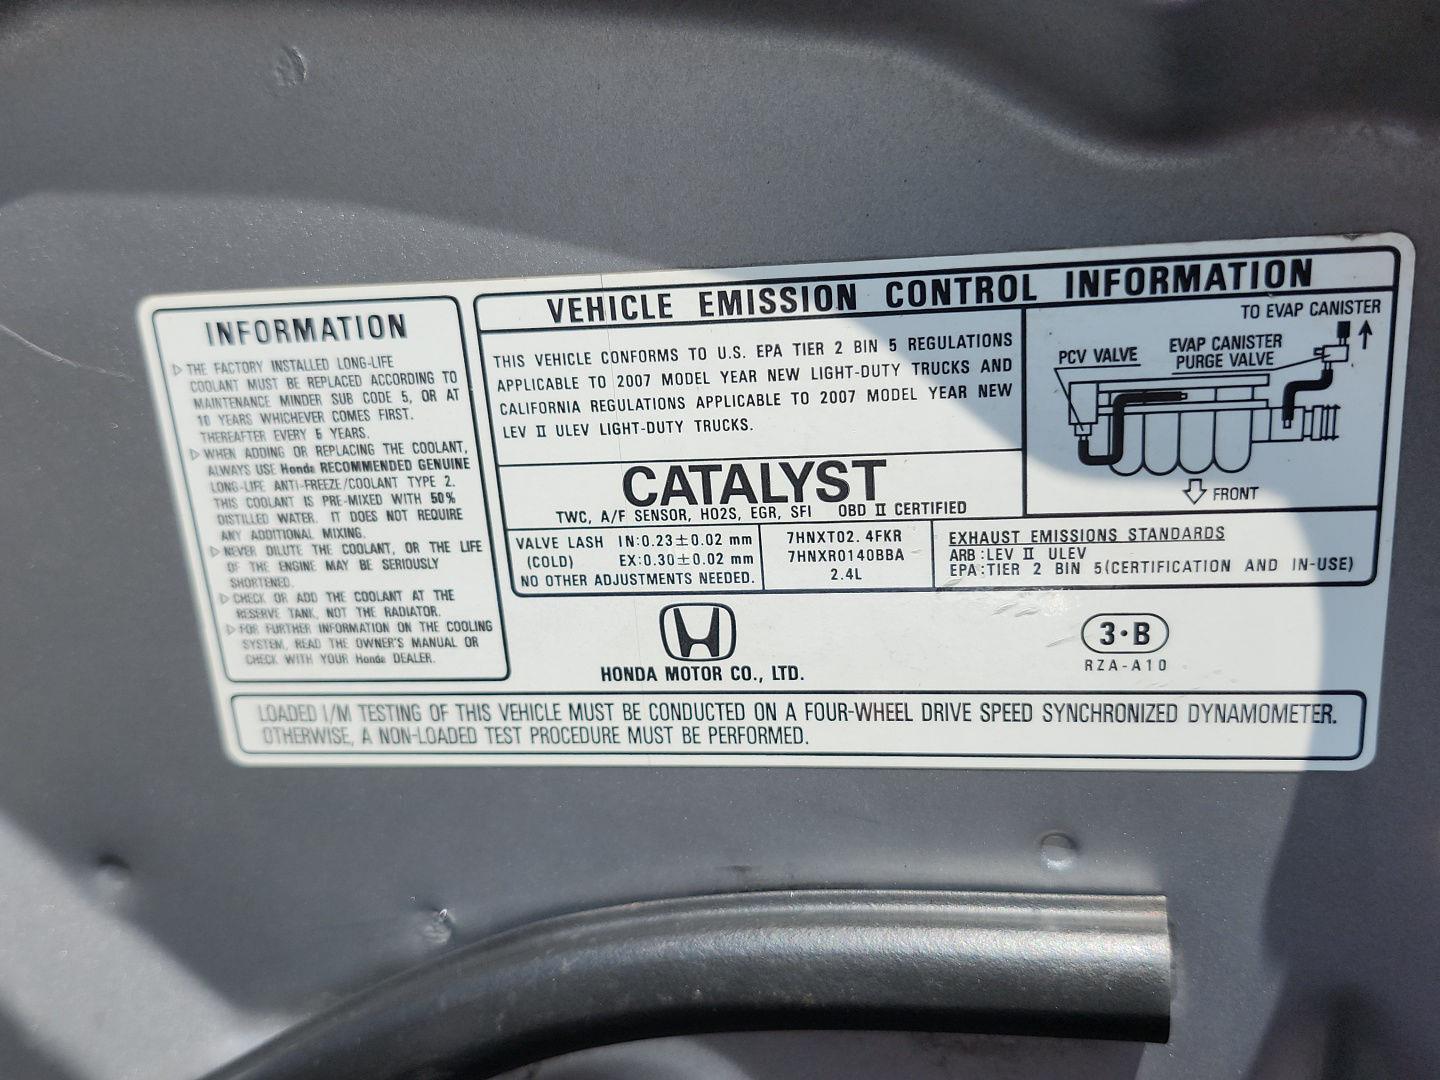 INFORMATION
▷ THE FACTORY INSTALLED LONG-LIFE
COOLANT MUST BE REPLACED ACCORDING TO
MAINTENANCE MINDER SUB CODE 5, OR AT
10 YEARS WHICHEVER COMES FIRST.
THEREAFTER EVERY 5 YEARS.
▷ WHEN ADDING OR REPLACING THE COOLANT,
ALWAYS USE Honda RECOMMENDED GENUINE
LONG-LIFE ANTI-FREEZE/COOLANT TYPE 2.
THIS COOLANT IS PRE-MIXED WITH 50%
DISTILLED WATER. IT DOES NOT REQUIRE
ANY ADDITIONAL MIXING.
▷ NEVER DILUTE THE COOLANT, OR THE LIFE
OF THE ENGINE MAY BE SERIOUSLY
SHORTENED.
▷ CHECK OR ADD THE COOLANT AT THE
RESERVE TANK, NOT THE RADIATOR.
▷ FOR FURTHER INFORMATION ON THE COOLING
SYSTEM, READ THE OWNER'S MANUAL OR
CHECK WITH YOUR Honda DEALER.
VEHICLE EMISSION CONTROL INFORMATION
THIS VEHICLE CONFORMS TO U.S. EPA TIER 2 BIN 5 REGULATIONS
APPLICABLE TO 2007 MODEL YEAR NEW LIGHT-DUTY TRUCKS AND
CALIFORNIA REGULATIONS APPLICABLE TO 2007 MODEL YEAR NEW
LEV II ULEV LIGHT-DUTY TRUCKS.
TO EVAP CANISTER
PCV VALVE
EVAP CANISTER
PURGE VALVE
FRONT
CATALYST
TWC, A/F SENSOR, HO2S, EGR, SFI OBD II CERTIFIED
VALVE LASH IN:0.23±0.02 mm
(COLD) EX:0.30±0.02 mm
NO OTHER ADJUSTMENTS NEEDED.
7HNXT02.4FKR
7HNXR0140BBA
2.4L
EXHAUST EMISSIONS STANDARDS
ARB:LEV II ULEV
EPA:TIER 2 BIN 5(CERTIFICATION AND IN-USE)
HONDA MOTOR CO., LTD.
3·B
RZA-A10
LOADED I/M TESTING OF THIS VEHICLE MUST BE CONDUCTED ON A FOUR-WHEEL DRIVE SPEED SYNCHRONIZED DYNAMOMETER.
OTHERWISE, A NON-LOADED TEST PROCEDURE MUST BE PERFORMED.